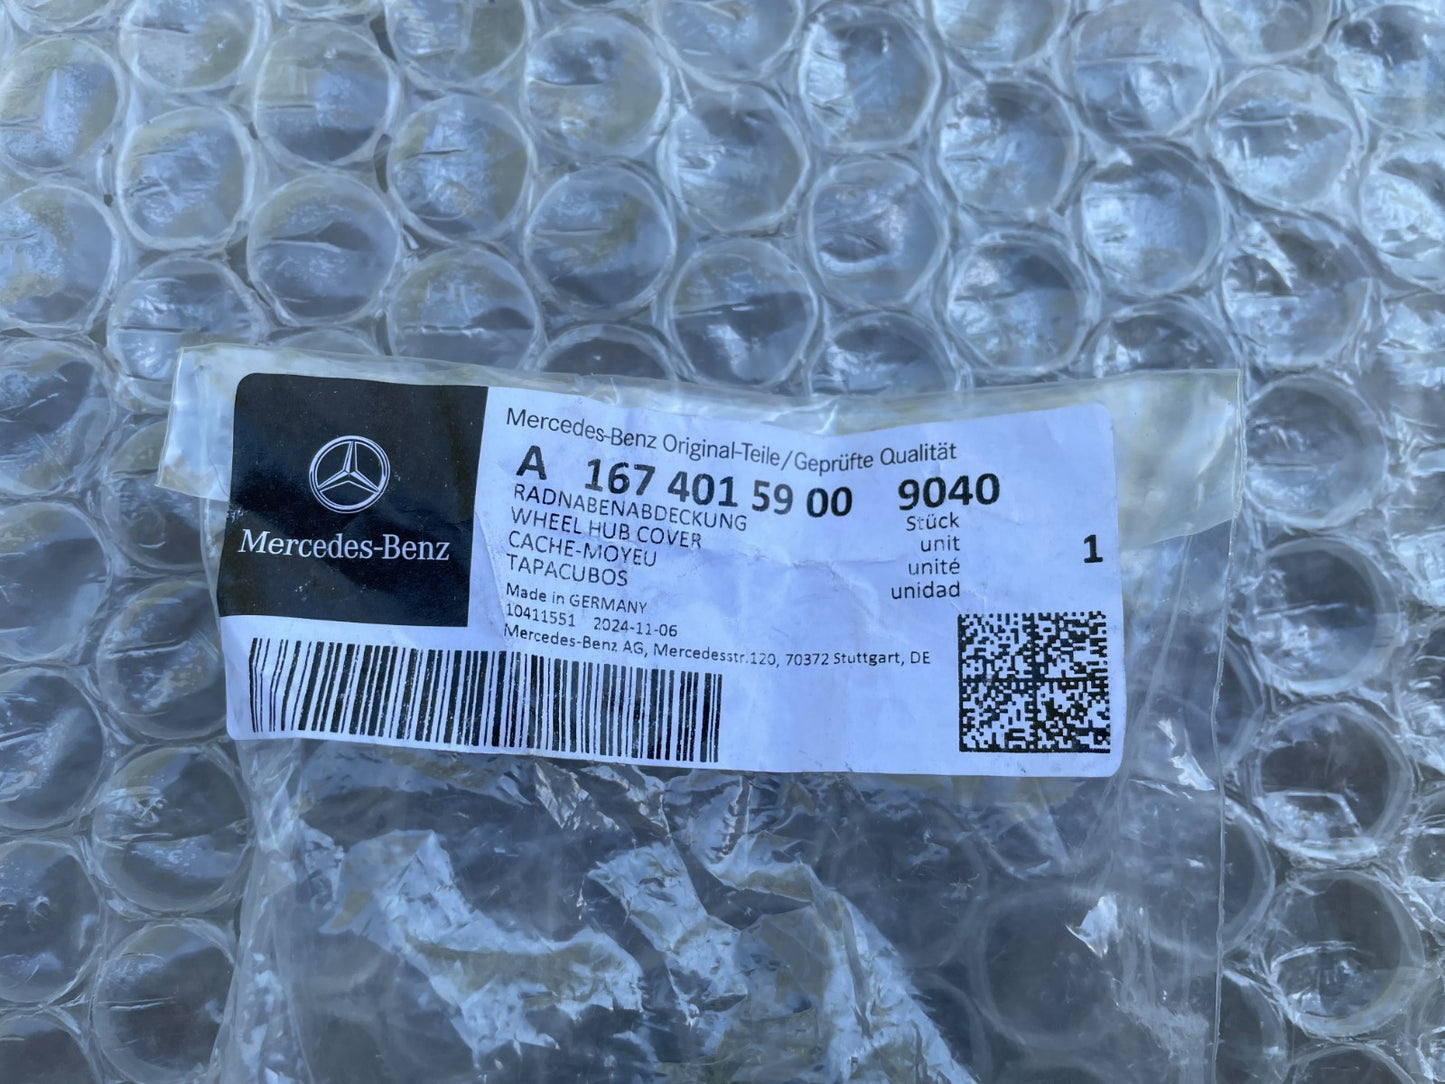 Mercedes-Benz
Mercedes-Benz Original-Teile/Geprüfte Qualität
A 167 401 59 00 9040
RADNABENABDECKUNG
WHEEL HUB COVER
CACHE-MOYEU
TAPACUBOS
Stück
unit
unité
unidad
1
Made in GERMANY
10411551 2024-11-06
Mercedes-Benz AG, Mercedesstr.120, 70372 Stuttgart, DE